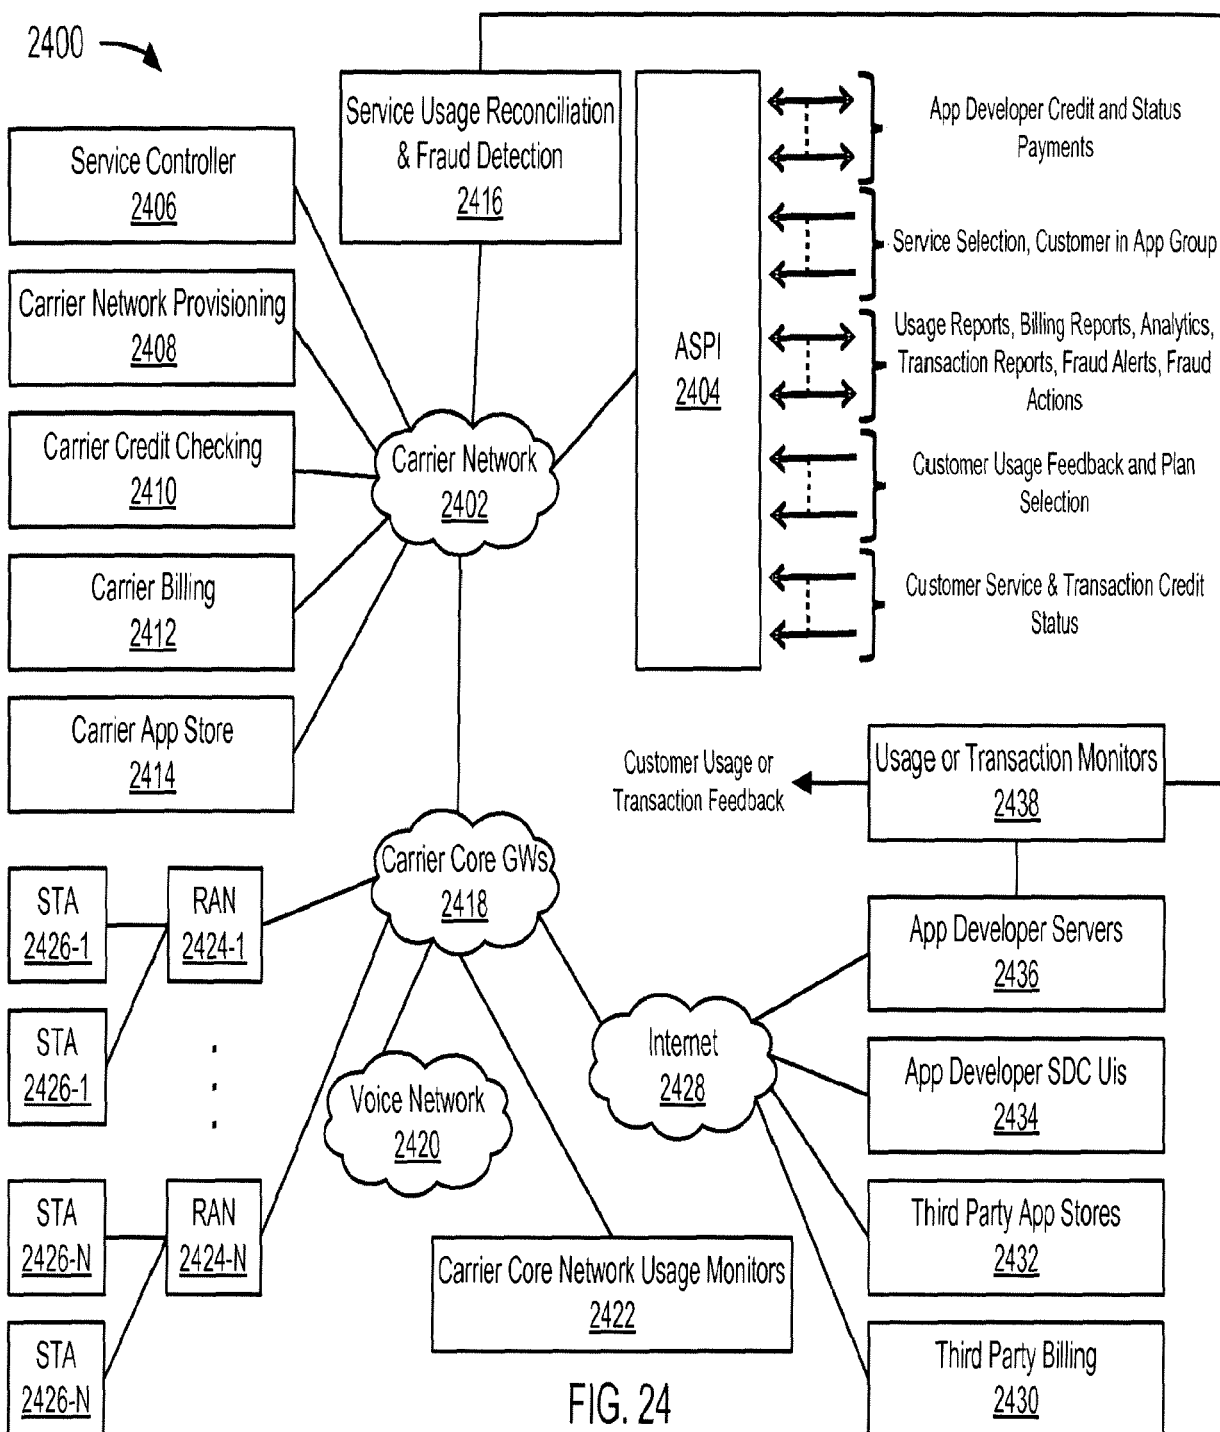 2400
Service Controller
2406
Carrier Network Provisioning
2408
Carrier Credit Checking
2410
Carrier Billing
2412
Carrier App Store
2414
Service Usage Reconciliation
& Fraud Detection
2416
Carrier Network
2402
ASPI
2404
App Developer Credit and Status
Payments
Service Selection, Customer in App Group
Usage Reports, Billing Reports, Analytics,
Transaction Reports, Fraud Alerts, Fraud
Actions
Customer Usage Feedback and Plan
Selection
Customer Service & Transaction Credit
Status
Customer Usage or
Transaction Feedback
Usage or Transaction Monitors
2438
Carrier Core GWs
2418
STA
2426-1
RAN
2424-1
STA
2426-1
STA
2426-N
RAN
2424-N
STA
2426-N
Voice Network
2420
Carrier Core Network Usage Monitors
2422
Internet
2428
App Developer Servers
2436
App Developer SDC Uis
2434
Third Party App Stores
2432
Third Party Billing
2430
FIG. 24